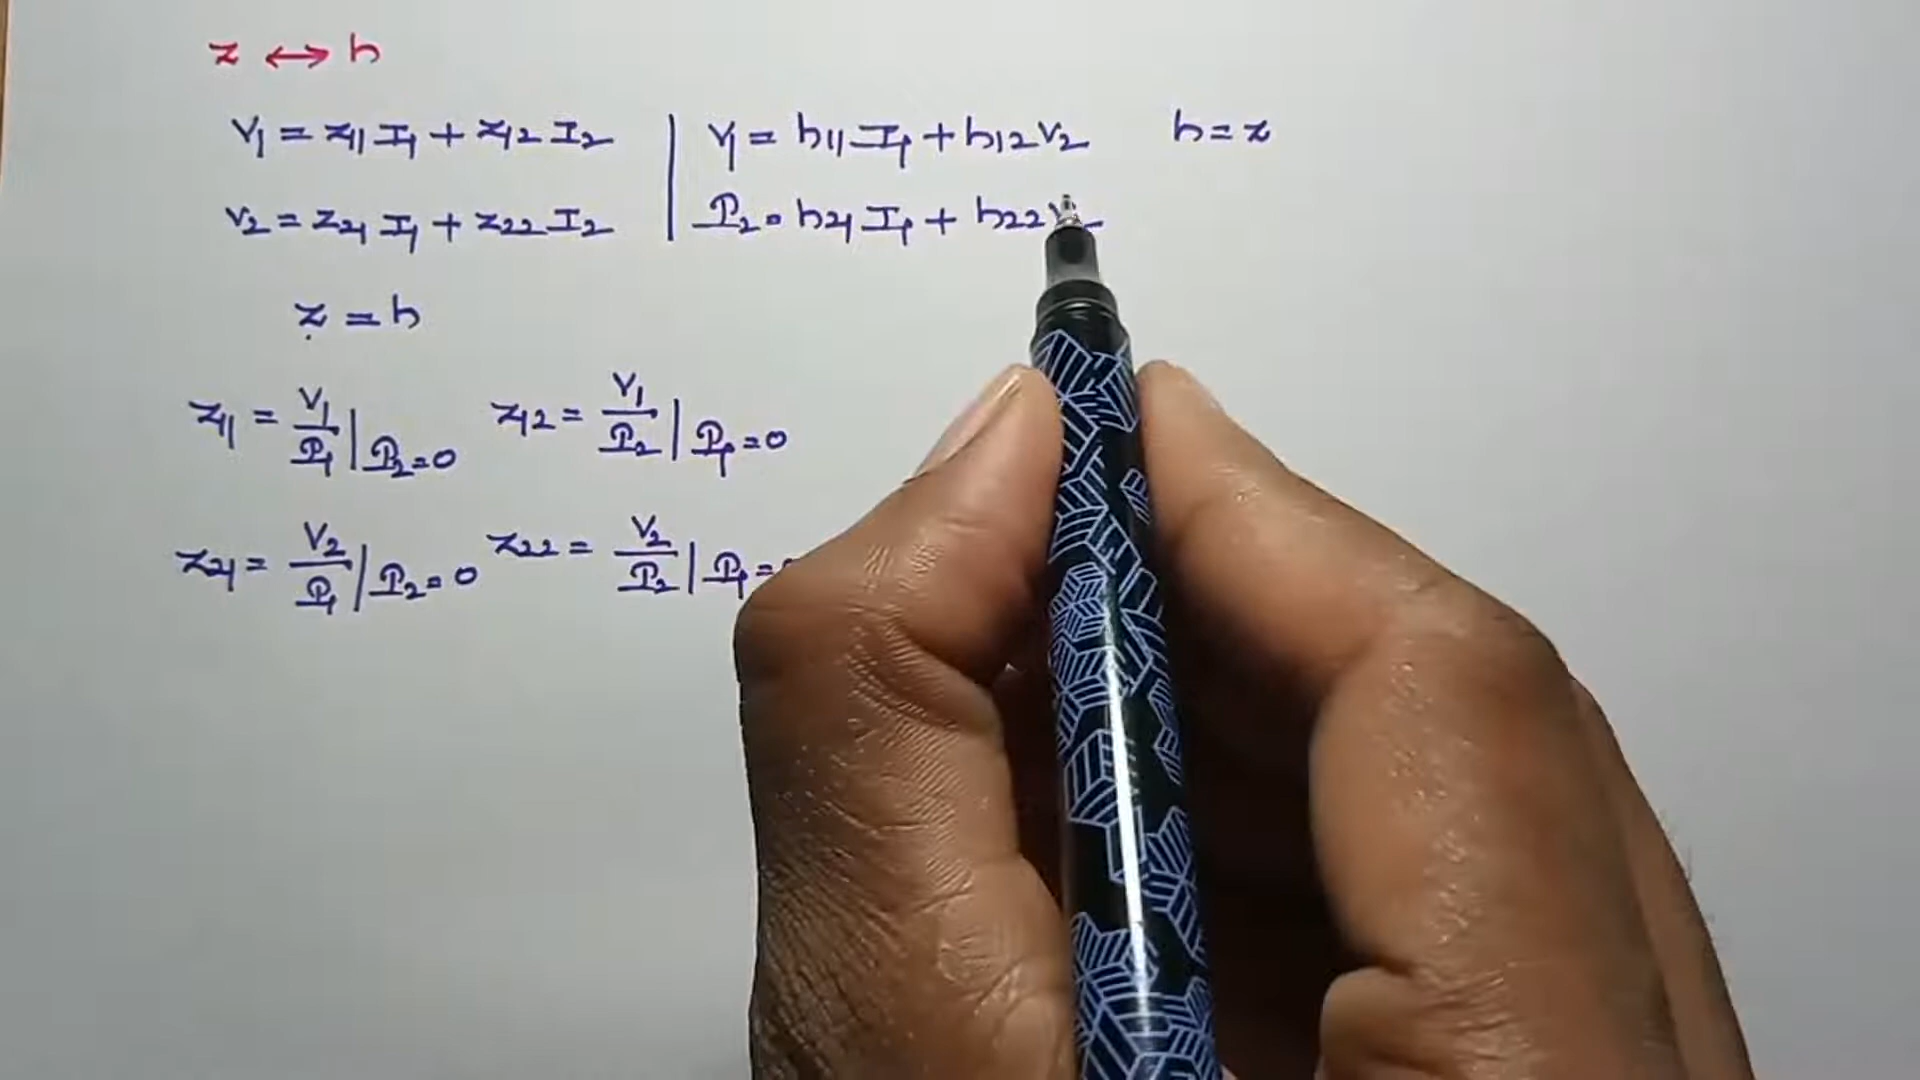 z ↔ h
V1 = z11 I1 + z12 I2 | V1 = h11 I1 + h12 V2 h = z
V2 = z21 I1 + z22 I2 | I2 = h21 I1 + h22 V2
z = h
z11 = V1/I1 | I2=0 z12 = V1/I2 | I1=0
z21 = V2/I1 | I2=0 z22 = V2/I2 | I1=0